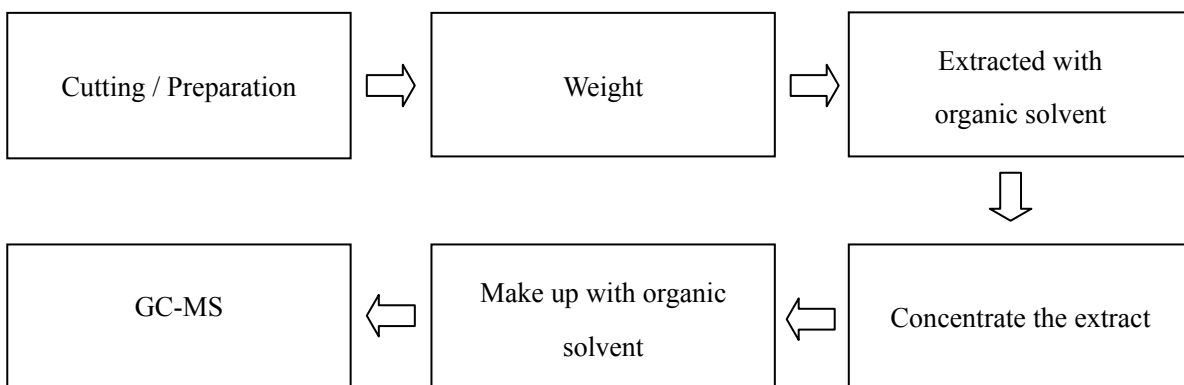 Cutting / Preparation
Weight
Extracted with
organic solvent
Concentrate the extract
Make up with organic
solvent
GC-MS